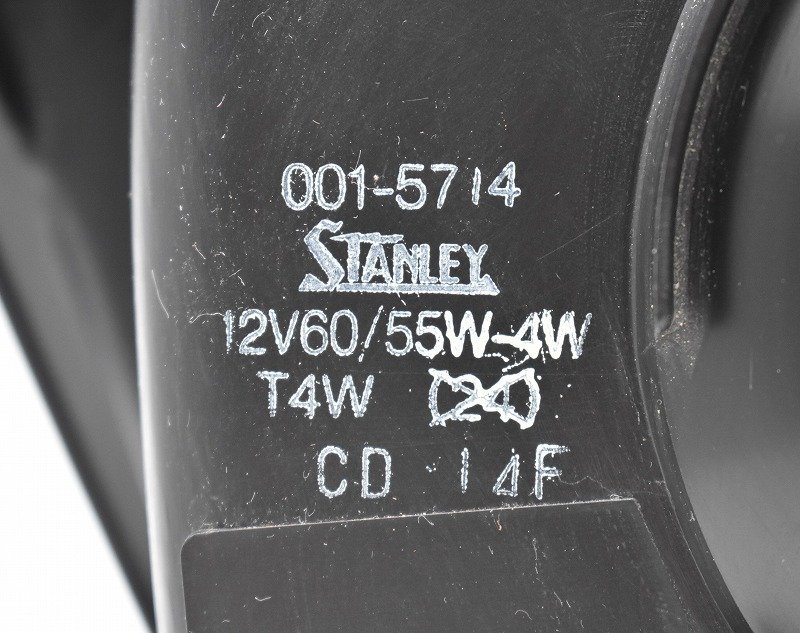 001-5714
STANLEY
12V60/55W-4W
T4W (24)
CD 14F